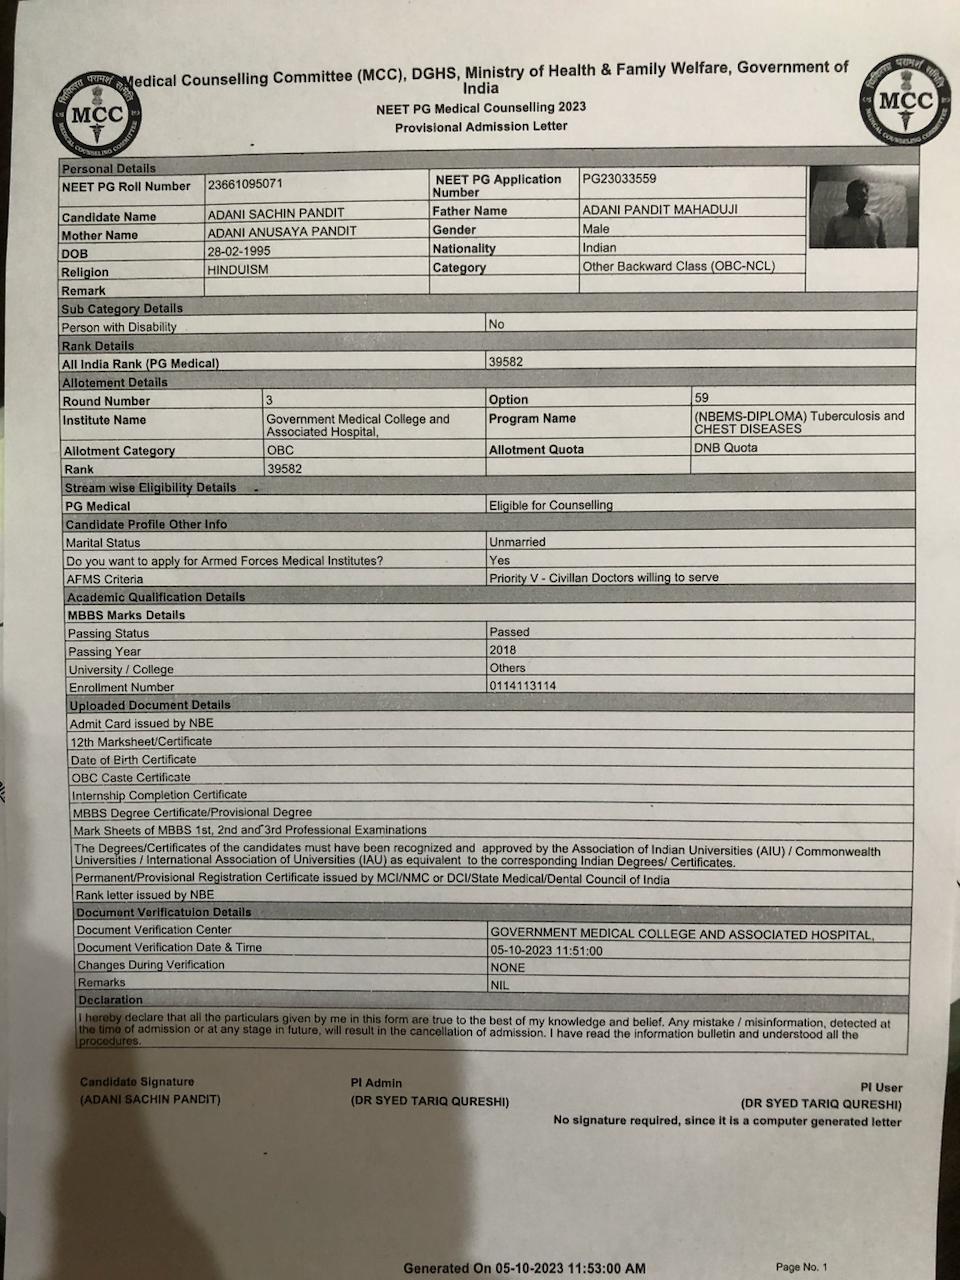 चिकित्सा परामर्श समिति
MCC
MEDICAL COUNSELLING COMMITTEE
Medical Counselling Committee (MCC), DGHS, Ministry of Health & Family Welfare, Government of
India
NEET PG Medical Counselling 2023
Provisional Admission Letter
चिकित्सा परामर्श समिति
MCC
MEDICAL COUNSELING COMMITTEE
Personal Details
NEET PG Roll Number 23661095071 NEET PG Application
Number PG23033559
Candidate Name ADANI SACHIN PANDIT Father Name ADANI PANDIT MAHADUJI
Mother Name ADANI ANUSAYA PANDIT Gender Male
DOB 28-02-1995 Nationality Indian
Religion HINDUISM Category Other Backward Class (OBC-NCL)
Remark
Sub Category Details
Person with Disability No
Rank Details
All India Rank (PG Medical) 39582
Allotement Details
Round Number 3 Option 59
Institute Name Government Medical College and
Associated Hospital, Program Name (NBEMS-DIPLOMA) Tuberculosis and
CHEST DISEASES
Allotment Category OBC Allotment Quota DNB Quota
Rank 39582
Stream wise Eligibility Details
PG Medical Eligible for Counselling
Candidate Profile Other Info
Marital Status Unmarried
Do you want to apply for Armed Forces Medical Institutes? Yes
AFMS Criteria Priority V - Civillan Doctors willing to serve
Academic Qualification Details
MBBS Marks Details
Passing Status Passed
Passing Year 2018
University / College Others
Enrollment Number 0114113114
Uploaded Document Details
Admit Card issued by NBE
12th Marksheet/Certificate
Date of Birth Certificate
OBC Caste Certificate
Internship Completion Certificate
MBBS Degree Certificate/Provisional Degree
Mark Sheets of MBBS 1st, 2nd and 3rd Professional Examinations
The Degrees/Certificates of the candidates must have been recognized and approved by the Association of Indian Universities (AIU) / Commonwealth
Universities / International Association of Universities (IAU) as equivalent to the corresponding Indian Degrees/ Certificates.
Permanent/Provisional Registration Certificate issued by MCI/NMC or DCI/State Medical/Dental Council of India
Rank letter issued by NBE
Document Verificatuion Details
Document Verification Center GOVERNMENT MEDICAL COLLEGE AND ASSOCIATED HOSPITAL,
Document Verification Date & Time 05-10-2023 11:51:00
Changes During Verification NONE
Remarks NIL
Declaration
I hereby declare that all the particulars given by me in this form are true to the best of my knowledge and belief. Any mistake / misinformation, detected at
the time of admission or at any stage in future, will result in the cancellation of admission. I have read the information bulletin and understood all the
procedures.
Candidate Signature PI Admin PI User
(ADANI SACHIN PANDIT) (DR SYED TARIQ QURESHI) (DR SYED TARIQ QURESHI)
No signature required, since it is a computer generated letter
Generated On 05-10-2023 11:53:00 AM Page No. 1